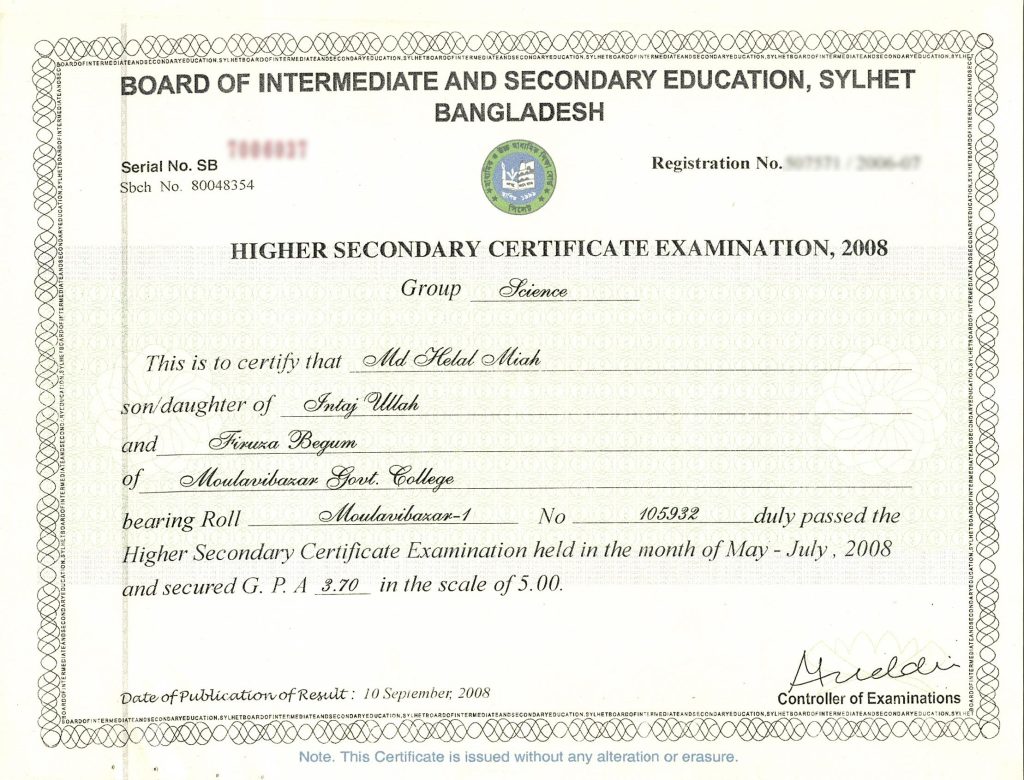 BOARD OF INTERMEDIATE AND SECONDARY EDUCATION, SYLHET
BANGLADESH
Serial No. SB
Registration No.
Sbch No. 80048354
HIGHER SECONDARY CERTIFICATE EXAMINATION, 2008
Group Science
This is to certify that Md Helal Miah
son/daughter of Intaj Ullah
and Firuza Begum
of Moulavibazar Govt. College
bearing Roll Moulavibazar-1 No 105932 duly passed the
Higher Secondary Certificate Examination held in the month of May - July , 2008
and secured G. P. A 3.70 in the scale of 5.00.
Date of Publication of Result : 10 September, 2008
Controller of Examinations
Note. This Certificate is issued without any alteration or erasure.